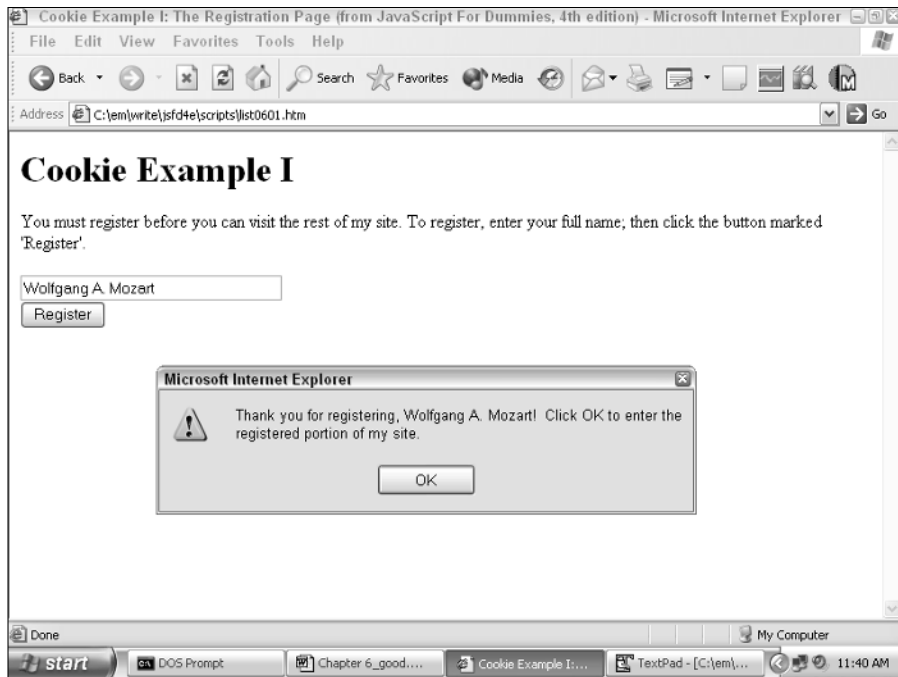 Cookie Example I: The Registration Page (from JavaScript For Dummies, 4th edition) - Microsoft Internet Explorer
File Edit View Favorites Tools Help
Back Search Favorites Media
Address C:\em\write\jsfd4e\scripts\list0601.htm Go
Cookie Example I
You must register before you can visit the rest of my site. To register, enter your full name; then click the button marked
'Register'.
Wolfgang A. Mozart
Register
Microsoft Internet Explorer
Thank you for registering, Wolfgang A. Mozart! Click OK to enter the
registered portion of my site.
OK
Done My Computer
start DOS Prompt Chapter 6_good.... Cookie Example I:... TextPad - [C:\em\... 11:40 AM